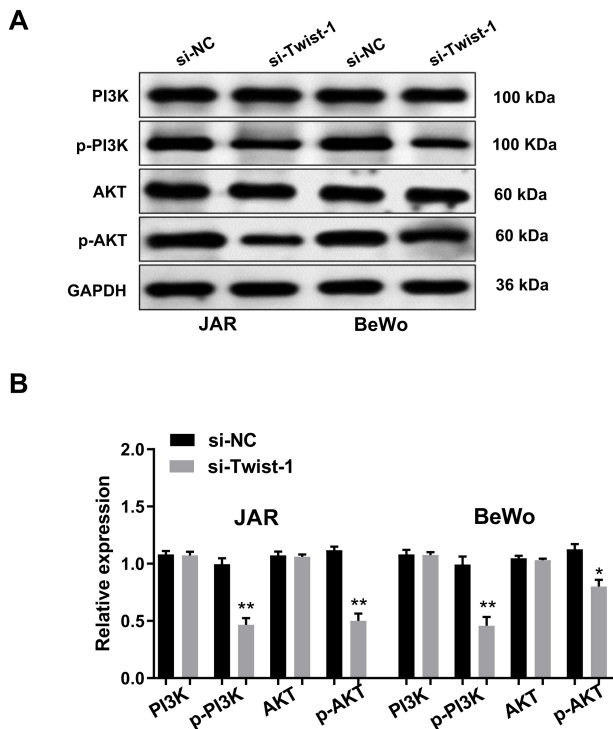 A
si-NC si-Twist-1 si-NC si-Twist-1
PI3K 100 kDa
p-PI3K 100 KDa
AKT 60 kDa
p-AKT 60 kDa
GAPDH 36 kDa
JAR BeWo
B
si-NC
si-Twist-1
2.0
1.5
1.0
0.5
0.0
Relative expression
JAR BeWo
** ** ** *
PI3K p-PI3K AKT p-AKT PI3K p-PI3K AKT p-AKT